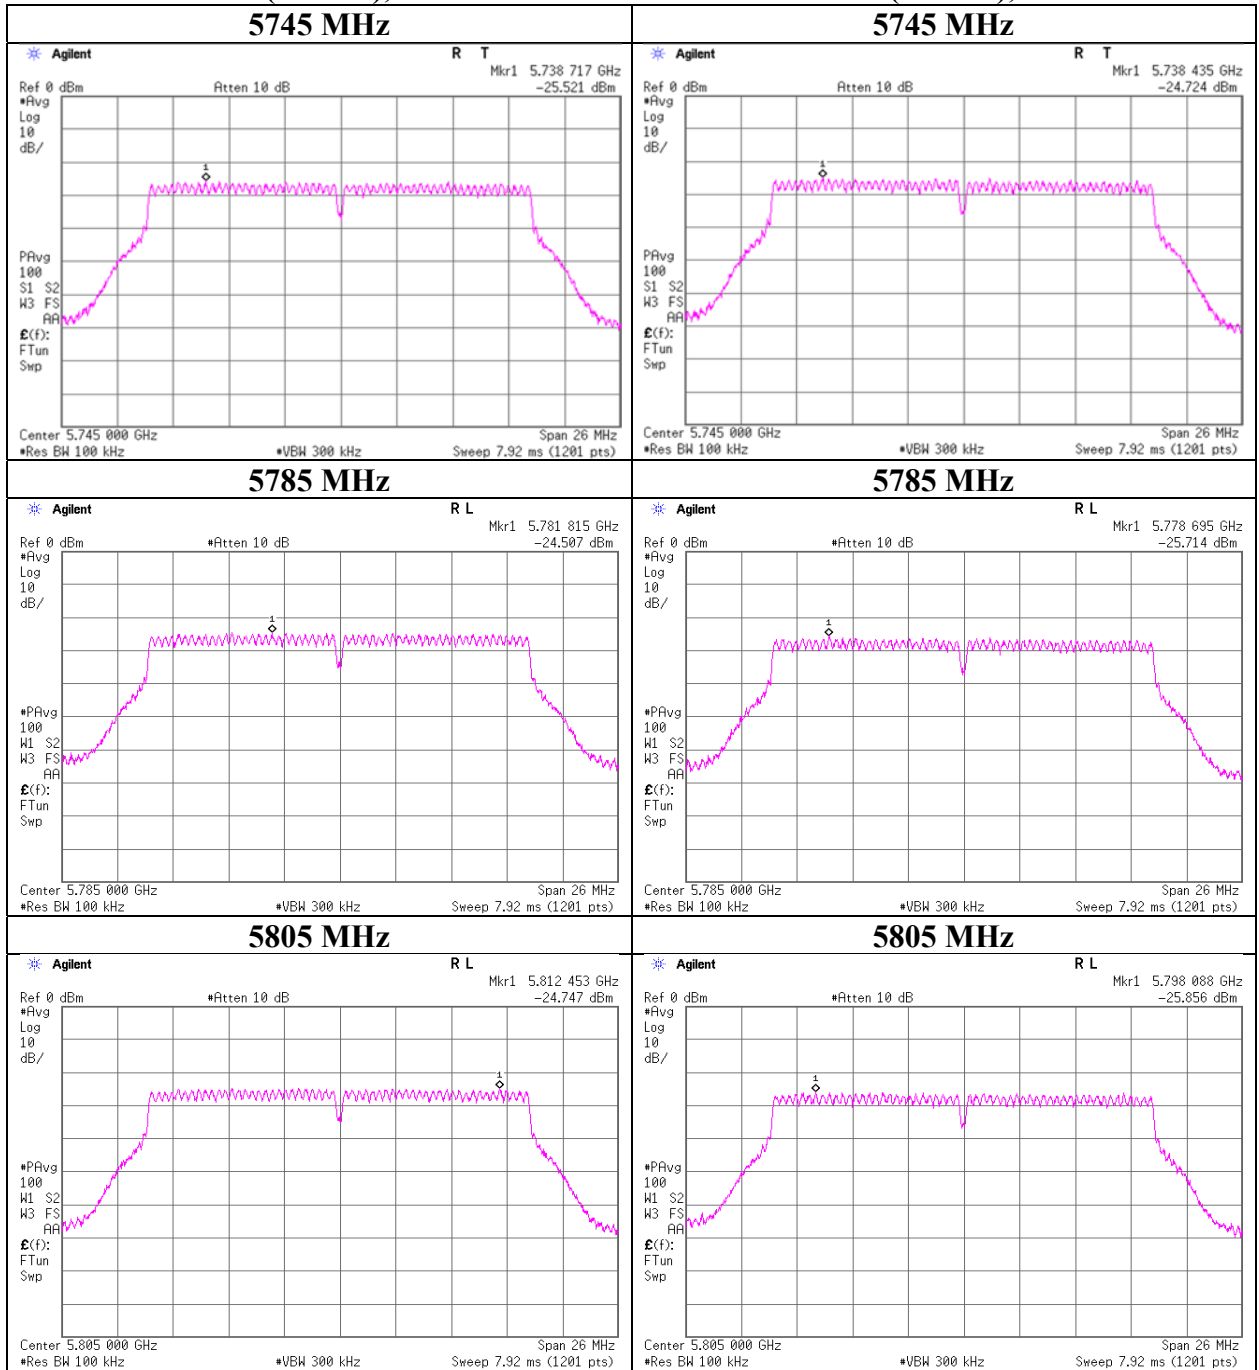 5745 MHz
Agilent R T
Mkr1 5.738 717 GHz
Ref 0 dBm Atten 10 dB -25.521 dBm
#Avg
Log
10
dB/
1
PAvg
100
S1 S2
W3 FS
AA
£(f):
FTun
Swp
Center 5.745 000 GHz Span 26 MHz
#Res BW 100 kHz #VBW 300 kHz Sweep 7.92 ms (1201 pts)
5745 MHz
Agilent R T
Mkr1 5.738 435 GHz
Ref 0 dBm Atten 10 dB -24.724 dBm
#Avg
Log
10
dB/
1
PAvg
100
S1 S2
W3 FS
AA
£(f):
FTun
Swp
Center 5.745 000 GHz Span 26 MHz
#Res BW 100 kHz #VBW 300 kHz Sweep 7.92 ms (1201 pts)
5785 MHz
Agilent R L
Mkr1 5.781 815 GHz
Ref 0 dBm #Atten 10 dB -24.507 dBm
#Avg
Log
10
dB/
1
#PAvg
100
W1 S2
W3 FS
AA
£(f):
FTun
Swp
Center 5.785 000 GHz Span 26 MHz
#Res BW 100 kHz #VBW 300 kHz Sweep 7.92 ms (1201 pts)
5785 MHz
Agilent R L
Mkr1 5.778 695 GHz
Ref 0 dBm #Atten 10 dB -25.714 dBm
#Avg
Log
10
dB/
1
#PAvg
100
W1 S2
W3 FS
AA
£(f):
FTun
Swp
Center 5.785 000 GHz Span 26 MHz
#Res BW 100 kHz #VBW 300 kHz Sweep 7.92 ms (1201 pts)
5805 MHz
Agilent R L
Mkr1 5.812 453 GHz
Ref 0 dBm #Atten 10 dB -24.747 dBm
#Avg
Log
10
dB/
1
#PAvg
100
W1 S2
W3 FS
AA
£(f):
FTun
Swp
Center 5.805 000 GHz Span 26 MHz
#Res BW 100 kHz #VBW 300 kHz Sweep 7.92 ms (1201 pts)
5805 MHz
Agilent R L
Mkr1 5.798 088 GHz
Ref 0 dBm #Atten 10 dB -25.856 dBm
#Avg
Log
10
dB/
1
#PAvg
100
W1 S2
W3 FS
AA
£(f):
FTun
Swp
Center 5.805 000 GHz Span 26 MHz
#Res BW 100 kHz #VBW 300 kHz Sweep 7.92 ms (1201 pts)